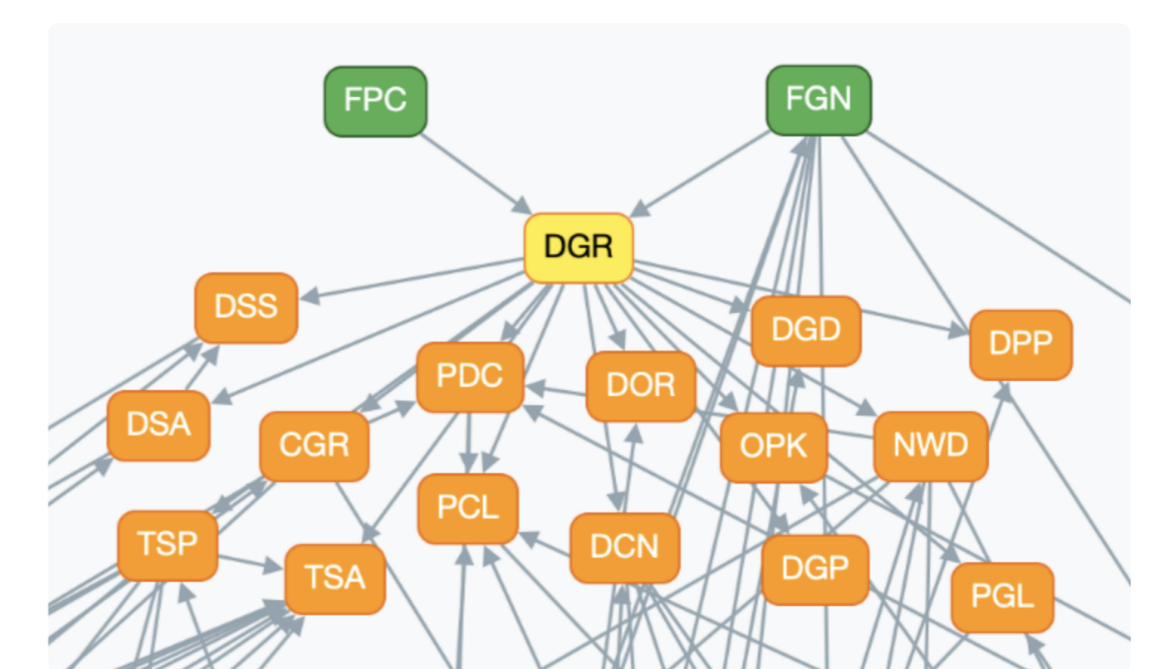 FPC
FGN
DGR
DSS
DGD
DPP
PDC
DOR
DSA
CGR
OPK
NWD
PCL
TSP
DCN
TSA
DGP
PGL